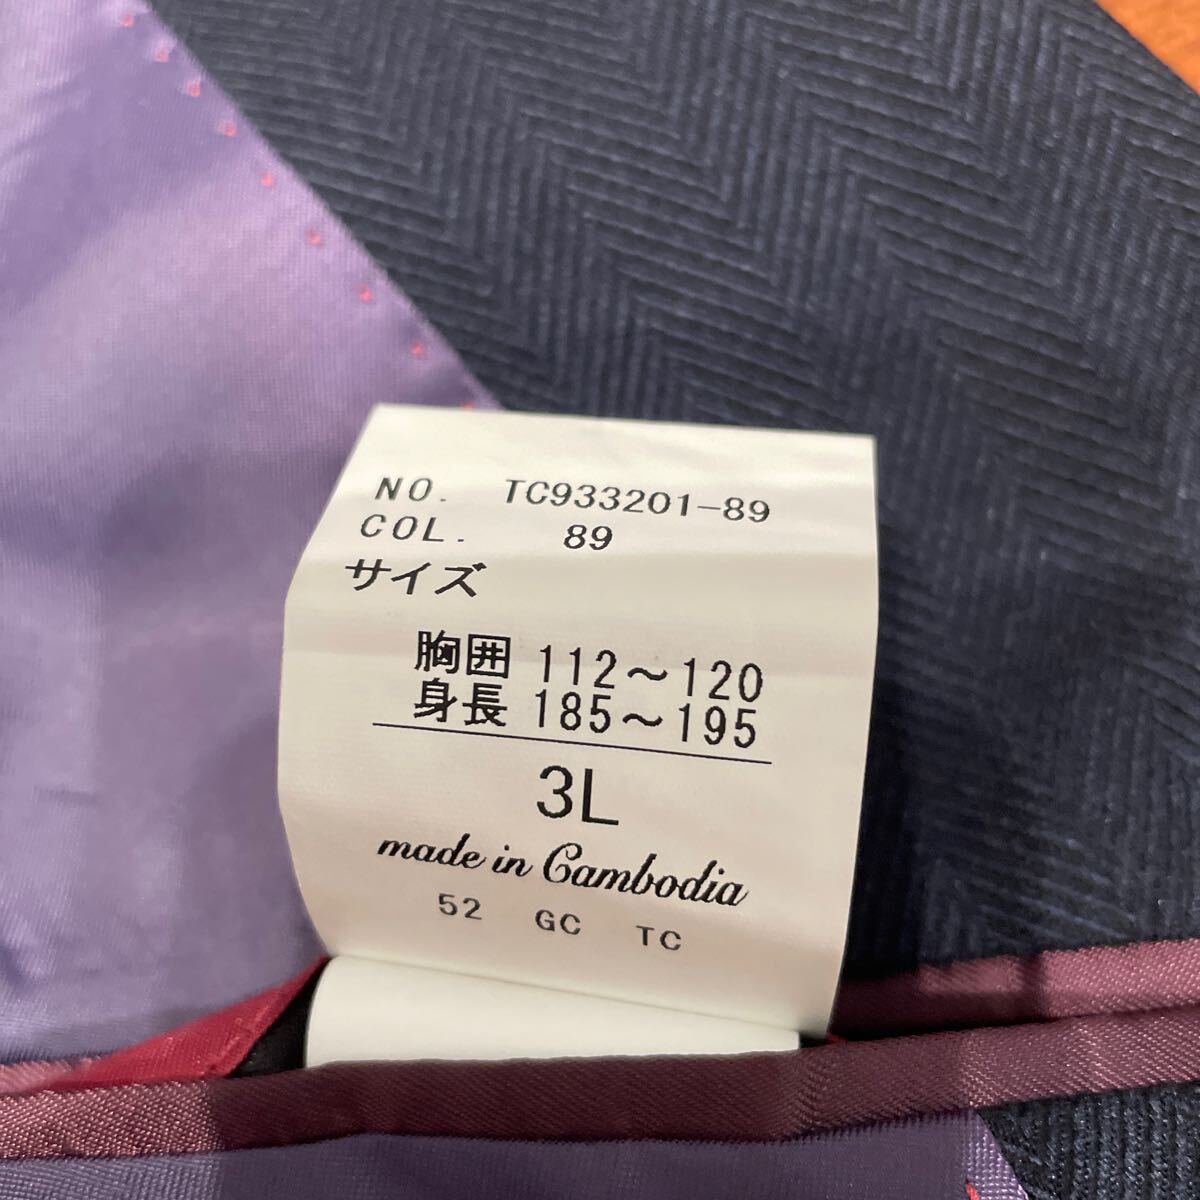 NO. TC933201-89
COL. 89
サイズ
胸囲 112～120
身長 185～195
3L
made in Cambodia
52 GC TC